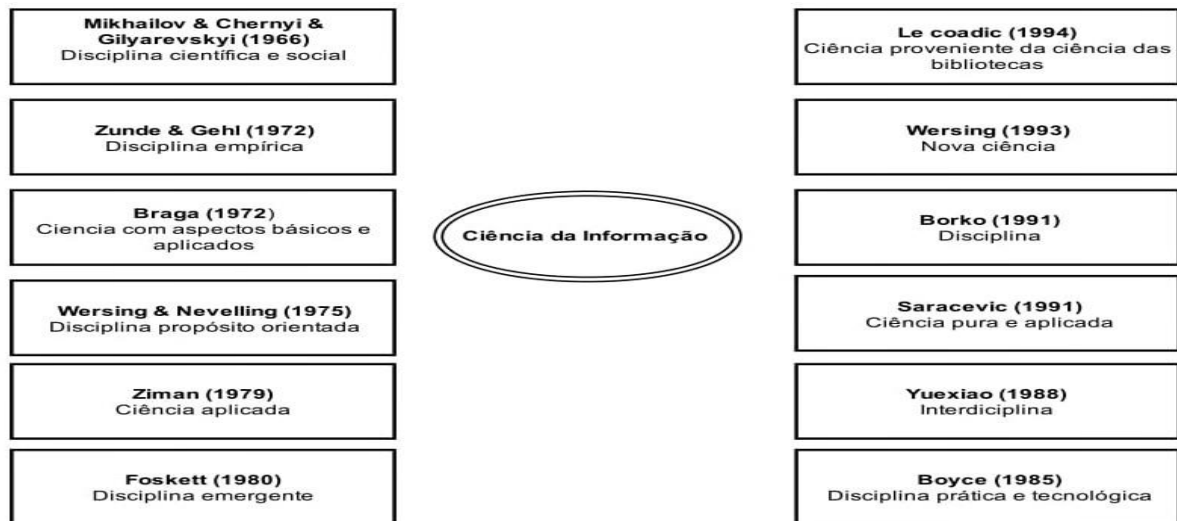 Mikhailov & Chernyi &
Gilyarevskyi (1966)
Disciplina científica e social
Zunde & Gehl (1972)
Disciplina empírica
Braga (1972)
Ciencia com aspectos básicos e
aplicados
Wersing & Nevelling (1975)
Disciplina propósito orientada
Ziman (1979)
Ciência aplicada
Foskett (1980)
Disciplina emergente
Ciência da Informação
Le coadic (1994)
Ciência proveniente da ciência das
bibliotecas
Wersing (1993)
Nova ciência
Borko (1991)
Disciplina
Saracevic (1991)
Ciência pura e aplicada
Yuexiao (1988)
Interdiciplina
Boyce (1985)
Disciplina prática e tecnológica